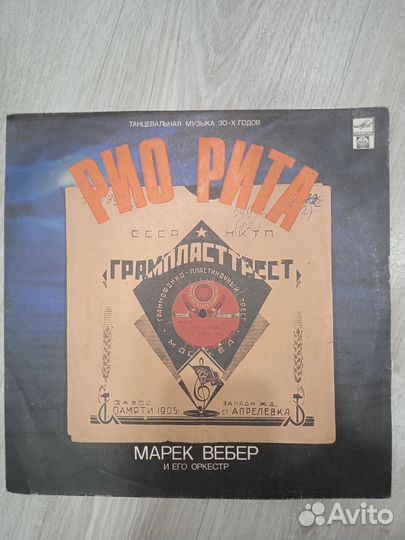 ТАНЦЕВАЛЬНАЯ МУЗЫКА 30-Х ГОДОВ
РИО РИТА
СССР НКТП
ГРАМПЛАСТТРЕСТ
ГРАММОФОННО-ПЛАСТИНОЧНЫЙ ТРЕСТ
МОСКВА
ЗАВОД ЗАПАДН. Ж.Д.
ПАМЯТИ 1905 Г. СТ. АПРЕЛЕВКА
МАРЕК ВЕБЕР
И ЕГО ОРКЕСТР
Avito